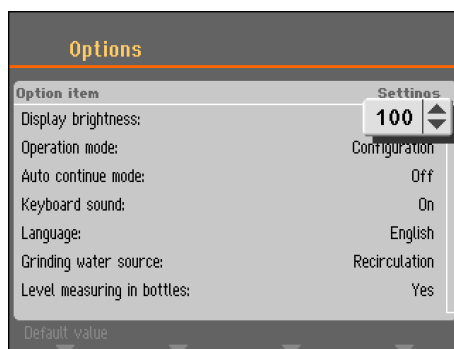 Options
Option item Settings
Display brightness: 100
Operation mode: Configuration
Auto continue mode: Off
Keyboard sound: On
Language: English
Grinding water source: Recirculation
Level measuring in bottles: Yes
Default value